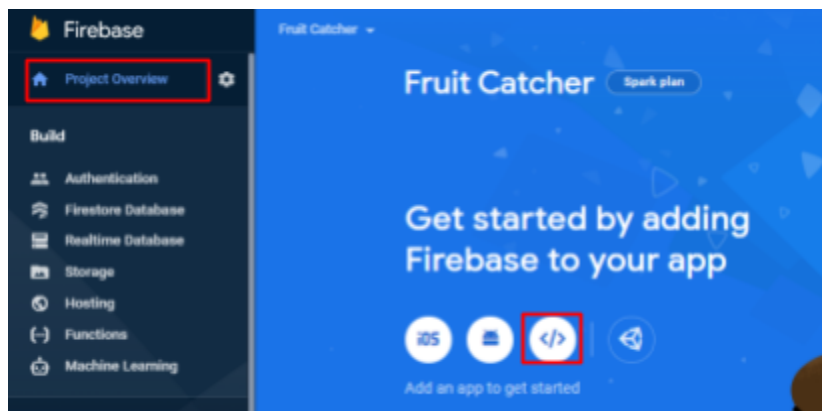 Firebase
Project Overview
Build
Authentication
Firestore Database
Realtime Database
Storage
Hosting
Functions
Machine Learning
Fruit Catcher
Fruit Catcher Spark plan
Get started by adding
Firebase to your app
iOS </>
Add an app to get started